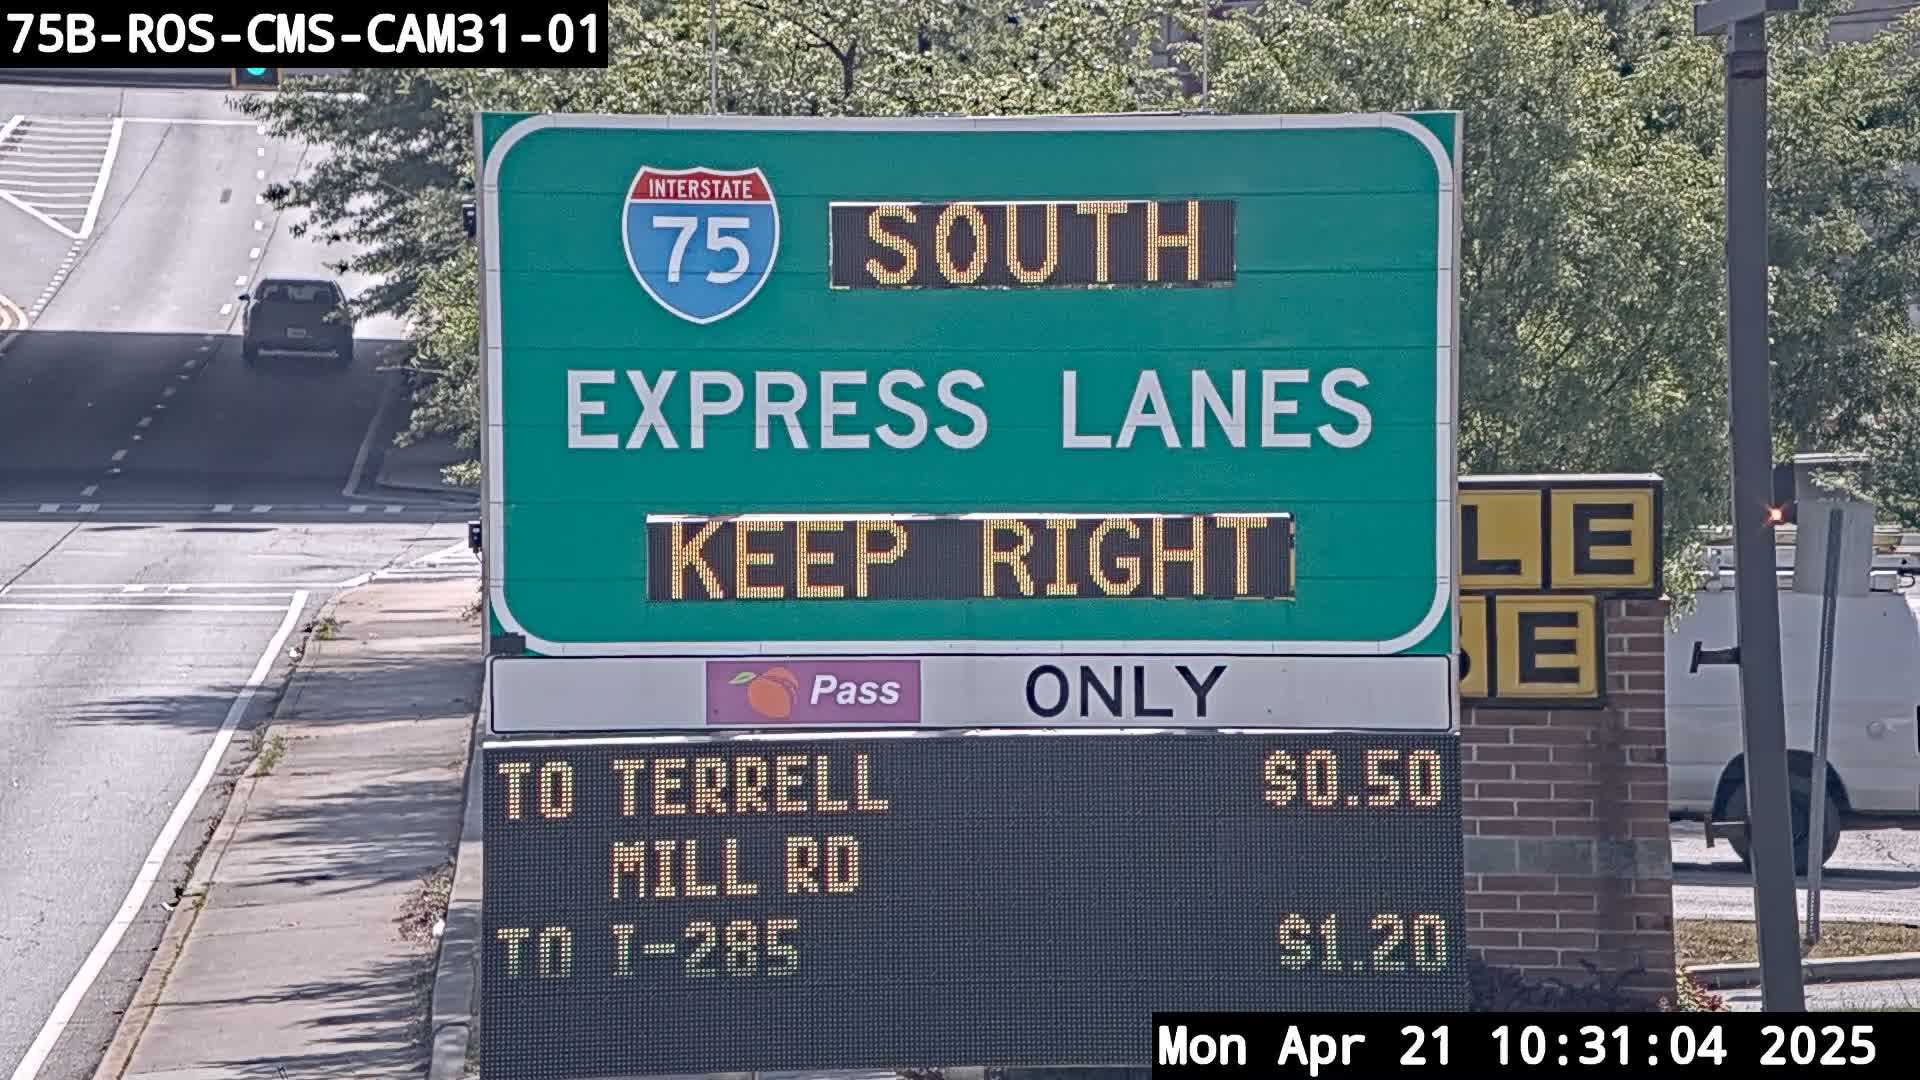 75B-ROS-CMS-CAM31-01
INTERSTATE
75
SOUTH
EXPRESS LANES
KEEP RIGHT
Pass ONLY
TO TERRELL $0.50
MILL RD
TO I-285 $1.20
LE
E
Mon Apr 21 10:31:04 2025